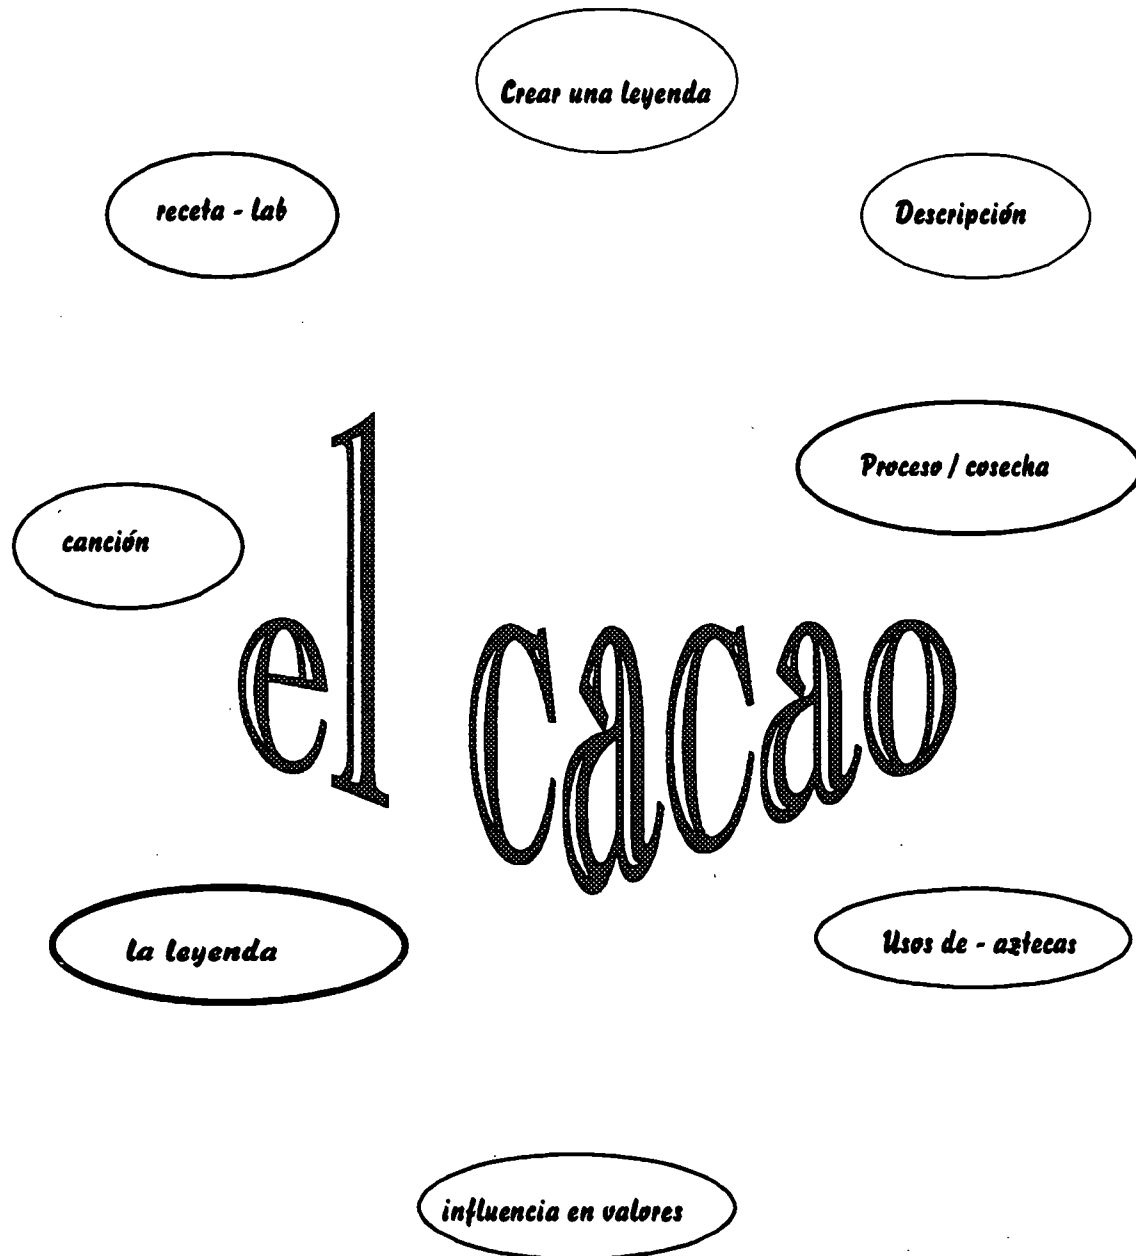 Crear una leyenda
receta - lab
Descripción
Proceso / cosecha
canción
el cacao
la leyenda
Usos de - aztecas
influencia en valores